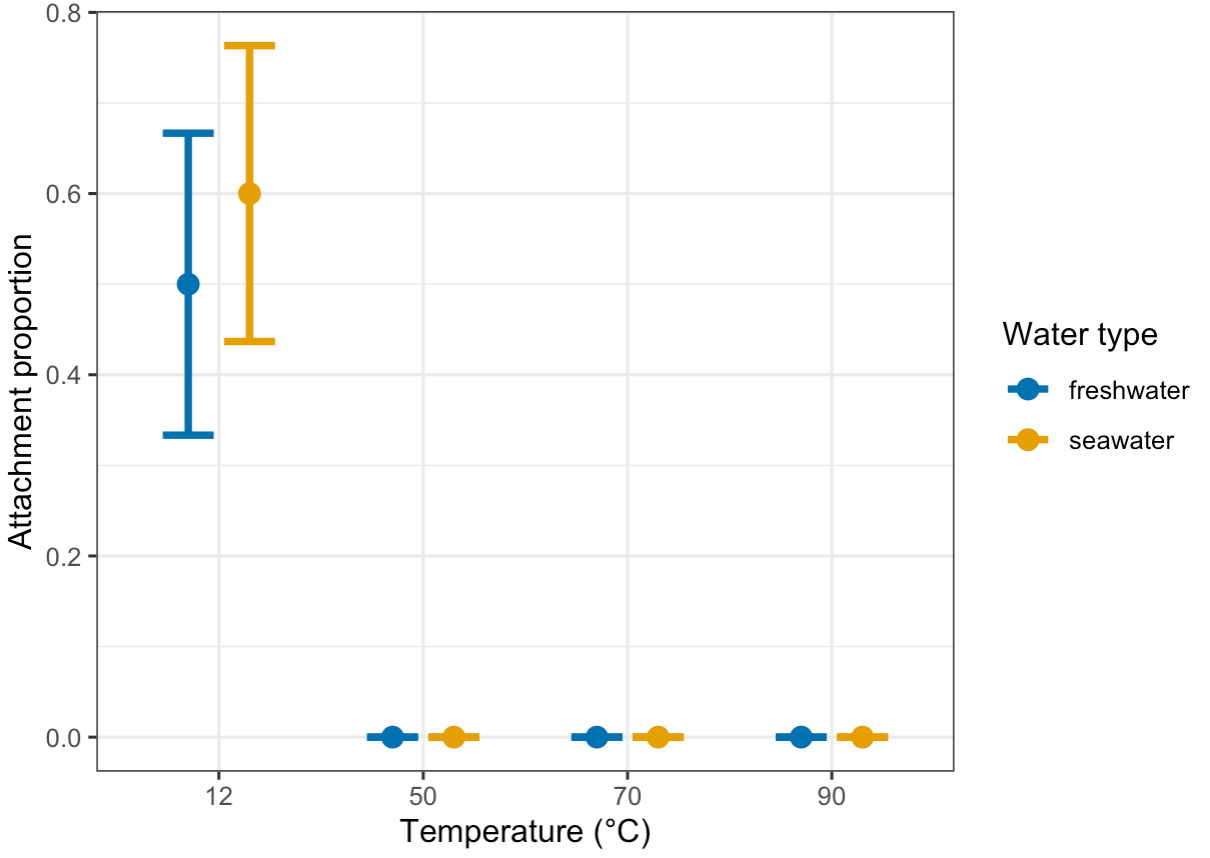 0.8
0.6
0.4
0.2
0.0
Attachment proportion
12 50 70 90
Temperature (°C)
Water type
freshwater
seawater